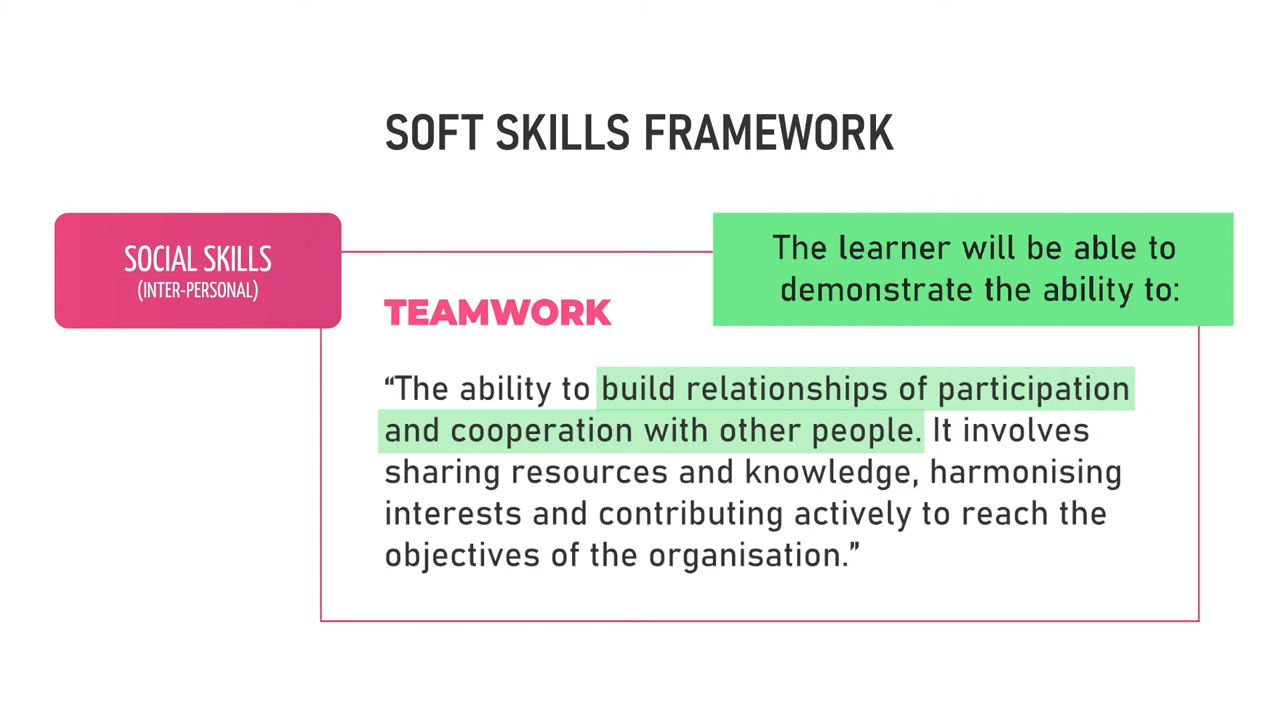 SOFT SKILLS FRAMEWORK
SOCIAL SKILLS
(INTER-PERSONAL)
The learner will be able to
demonstrate the ability to:
TEAMWORK
“The ability to build relationships of participation
and cooperation with other people. It involves
sharing resources and knowledge, harmonising
interests and contributing actively to reach the
objectives of the organisation.”